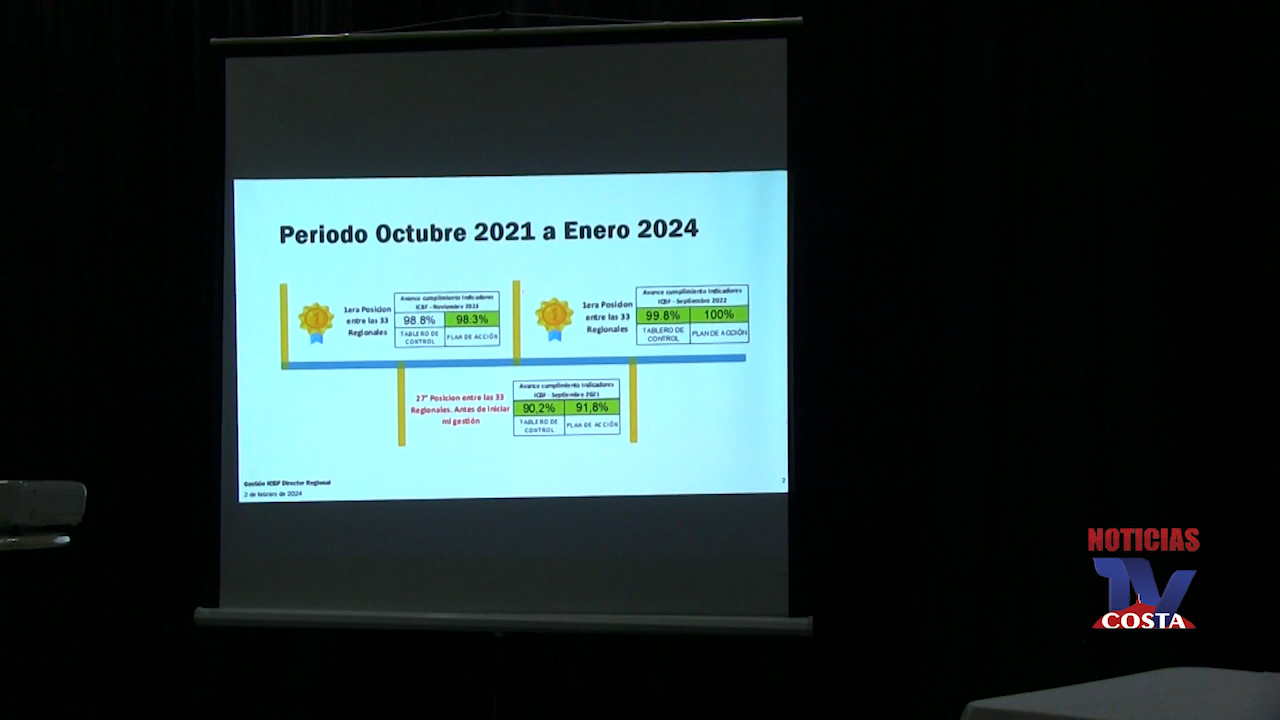 Periodo Octubre 2021 a Enero 2024
1era Posicion
entre las 33
Regionales
Avance cumplimiento Indicadores
ICBF - Noviembre 2023
98.8% 98.3%
TABLERO DE
CONTROL
PLAN DE ACCIÓN
1era Posicion
entre las 33
Regionales
Avance cumplimiento Indicadores
ICBF - Septiembre 2022
99.8% 100%
TABLERO DE
CONTROL
PLAN DE ACCIÓN
27° Posicion entre las 33
Regionales. Antes de iniciar
mi gestión
Avance cumplimiento Indicadores
ICBF - Septiembre 2021
90,2% 91,8%
TABLERO DE
CONTROL
PLAN DE ACCIÓN
Gestión ICBF Director Regional
2 de febrero de 2024
2
NOTICIAS
TV
COSTA